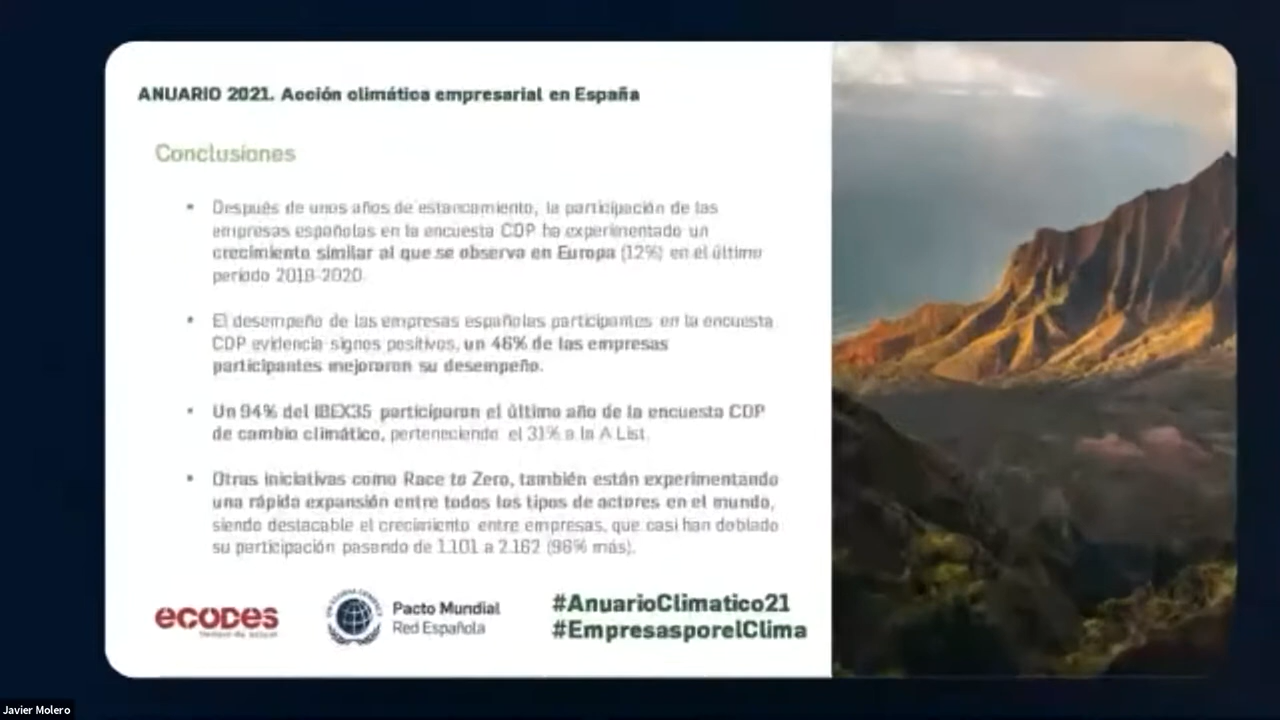 ANUARIO 2021. Acción climática empresarial en España
Conclusiones
• Después de unos años de estancamiento, la participación de las
empresas españolas en la encuesta CDP ha experimentado un
crecimiento similar al que se observa en Europa (12%) en el último
periodo 2018-2020.
• El desempeño de las empresas españolas participantes en la encuesta
CDP evidencia signos positivos, un 46% de las empresas
participantes mejoraron su desempeño.
• Un 94% del IBEX35 participaron el último año de la encuesta CDP
de cambio climático, perteneciendo el 31% a la A List.
• Otras iniciativas como Race to Zero, también están experimentando
una rápida expansión entre todos los tipos de actores en el mundo,
siendo destacable el crecimiento entre empresas, que casi han doblado
su participación pasando de 1.101 a 2.162 (96% más).
ecodes
tiempo de actuar
Pacto Mundial
Red Española
#AnuarioClimatico21
#EmpresasporelClima
Javier Molero